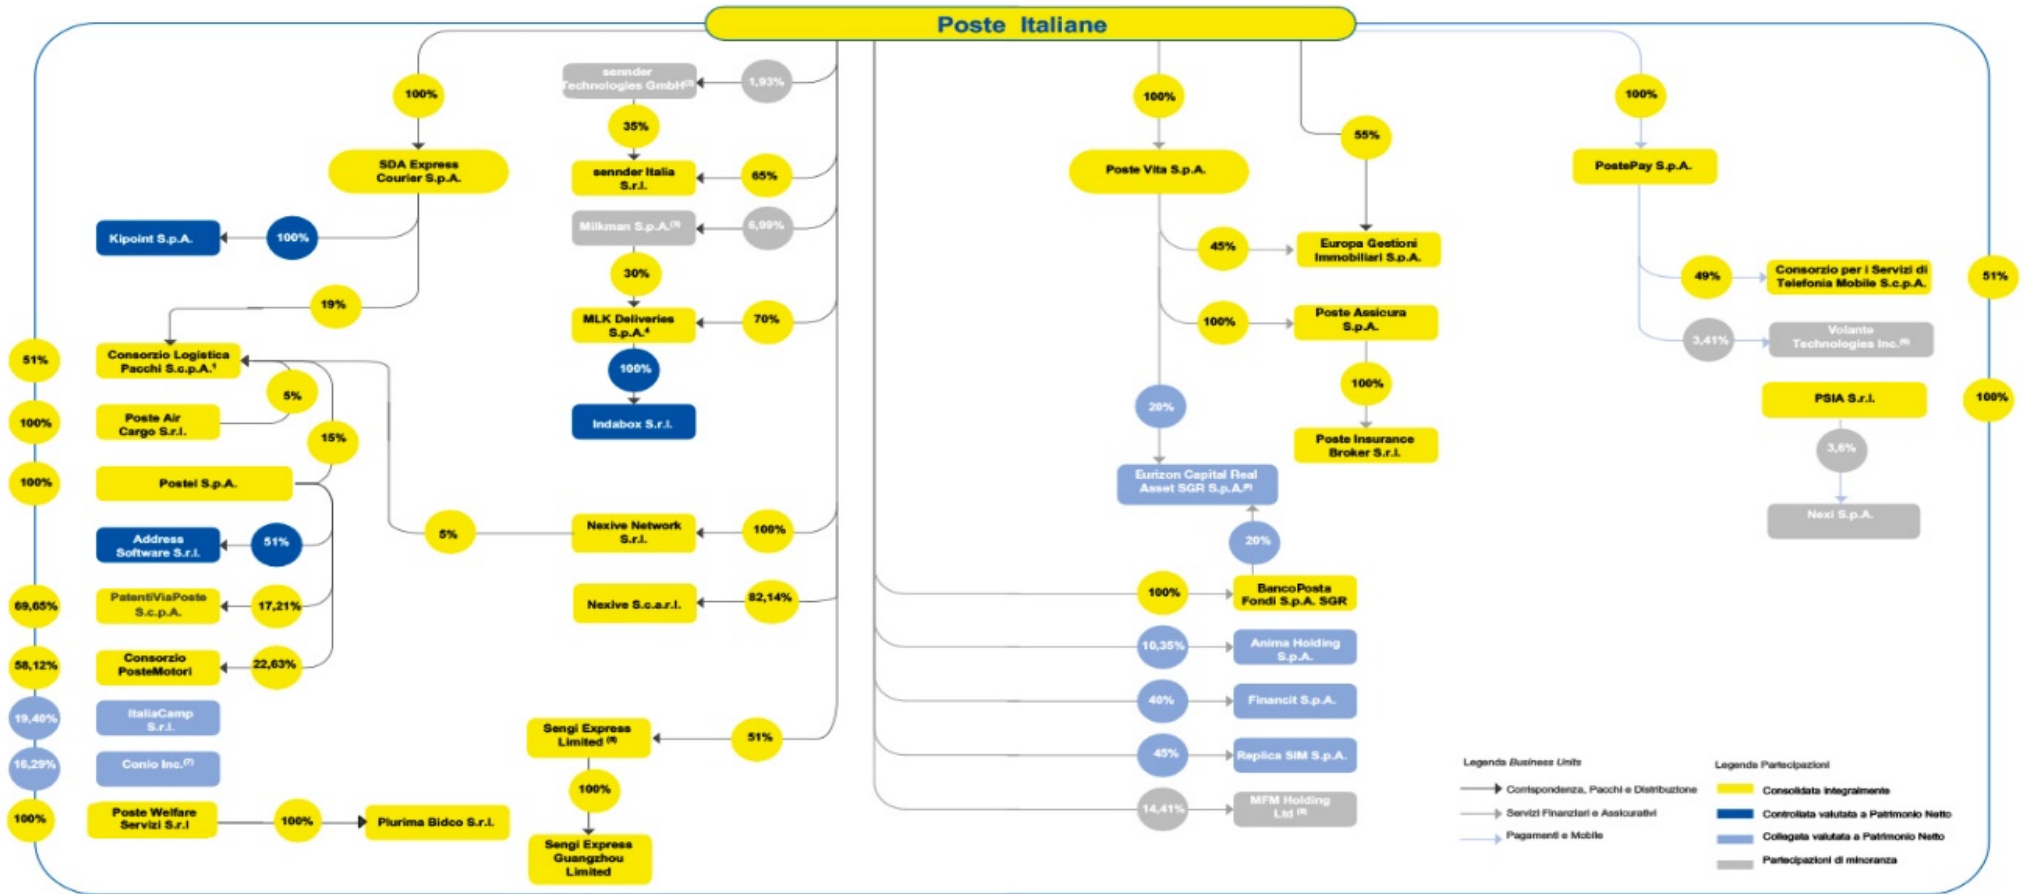 Poste Italiane
100%
SDA Express
Courier S.p.A.
Kipoint S.p.A.
100%
19%
51%
Consorzio Logistica
Pacchi S.c.p.A.¹
5%
100%
Poste Air
Cargo S.r.l.
15%
100%
Postel S.p.A.
Address
Software S.r.l.
51%
69,65%
PatentiViaPoste
S.c.p.A.
17,21%
58,12%
Consorzio
PosteMotori
22,63%
19,40%
ItaliaCamp
S.r.l.
16,29%
Conio Inc.⁽⁷⁾
100%
Poste Welfare
Servizi S.r.l
100%
Plurima Bidco S.r.l.
sennder
Technologies GmbH
1,93%
35%
sennder Italia
S.r.l.
65%
Milkman S.p.A.⁽³⁾
6,99%
30%
MLK Deliveries
S.p.A.⁴
70%
100%
Indabox S.r.l.
5%
Nexive Network
S.r.l.
100%
Nexive S.c.a.r.l.
82,14%
Sengi Express
Limited
51%
100%
Sengi Express
Guangzhou
Limited
100%
Poste Vita S.p.A.
55%
45%
Europa Gestioni
Immobiliari S.p.A.
100%
Poste Assicura
S.p.A.
100%
Poste Insurance
Broker S.r.l.
20%
Eurizon Capital Real
Asset SGR S.p.A.
20%
100%
BancoPosta
Fondi S.p.A. SGR
10,35%
Anima Holding
S.p.A.
40%
Financit S.p.A.
45%
Replica SIM S.p.A.
14,41%
MFM Holding
Ltd
100%
PostePay S.p.A.
49%
Consorzio per i Servizi di
Telefonia Mobile S.c.p.A.
51%
3,41%
Volante
Technologies Inc.
PSIA S.r.l.
100%
3,6%
Nexi S.p.A.
Legenda Business Units
Corrispondenza, Pacchi e Distribuzione
Servizi Finanziari e Assicurativi
Pagamenti e Mobile
Legenda Partecipazioni
Consolidata integralmente
Controllata valutata a Patrimonio Netto
Collegata valutata a Patrimonio Netto
Partecipazioni di minoranza